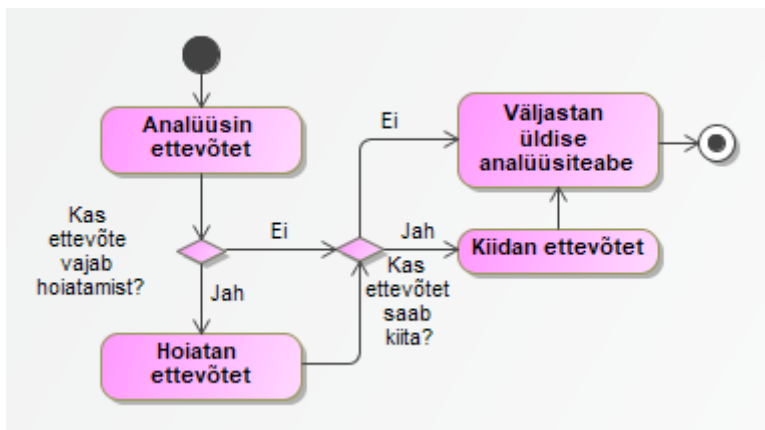 Analüüsin
ettevõtet
Ei
Väljastan
üldise
analüüsiteabe
Kas
ettevõte
vajab
hoiatamist?
Ei
Jah
Kiidan ettevõtet
Kas
ettevõtet
saab
kiita?
Jah
Hoiatan
ettevõtet